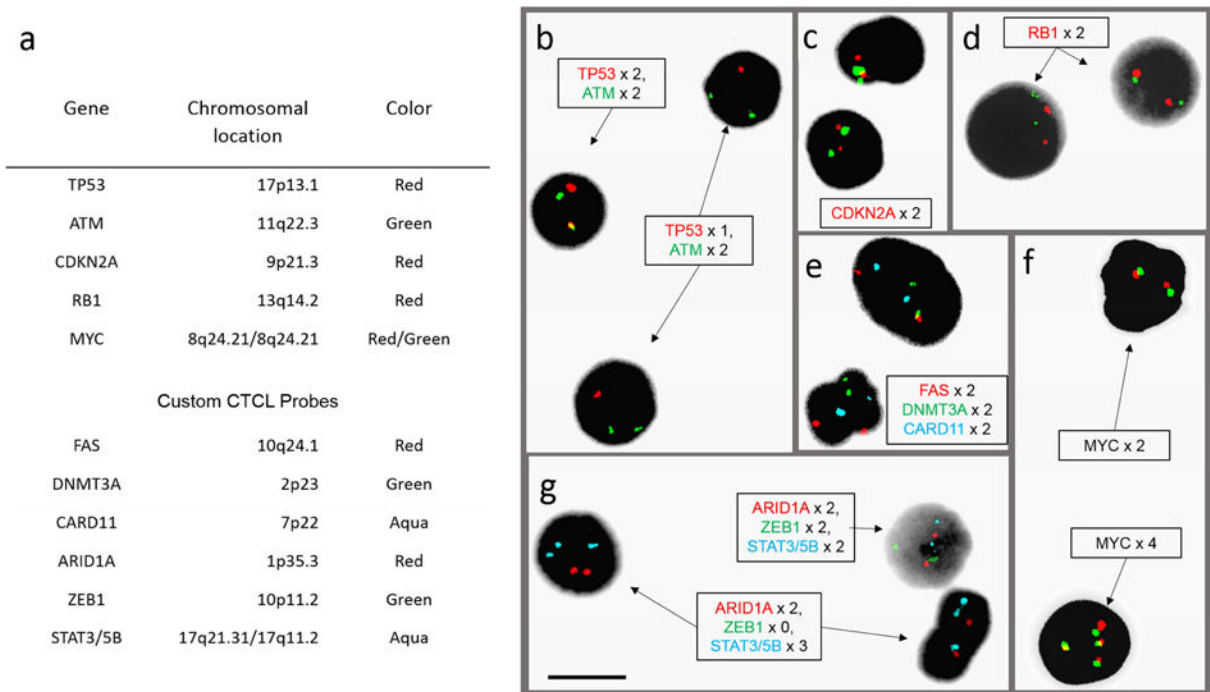 a
Gene Chromosomal location Color
TP53 17p13.1 Red
ATM 11q22.3 Green
CDKN2A 9p21.3 Red
RB1 13q14.2 Red
MYC 8q24.21/8q24.21 Red/Green
Custom CTCL Probes
FAS 10q24.1 Red
DNMT3A 2p23 Green
CARD11 7p22 Aqua
ARID1A 1p35.3 Red
ZEB1 10p11.2 Green
STAT3/5B 17q21.31/17q11.2 Aqua
b
TP53 x 2,
ATM x 2
TP53 x 1,
ATM x 2
c
CDKN2A x 2
d
RB1 x 2
e
FAS x 2
DNMT3A x 2
CARD11 x 2
f
MYC x 2
MYC x 4
g
ARID1A x 2,
ZEB1 x 2,
STAT3/5B x 2
ARID1A x 2,
ZEB1 x 0,
STAT3/5B x 3